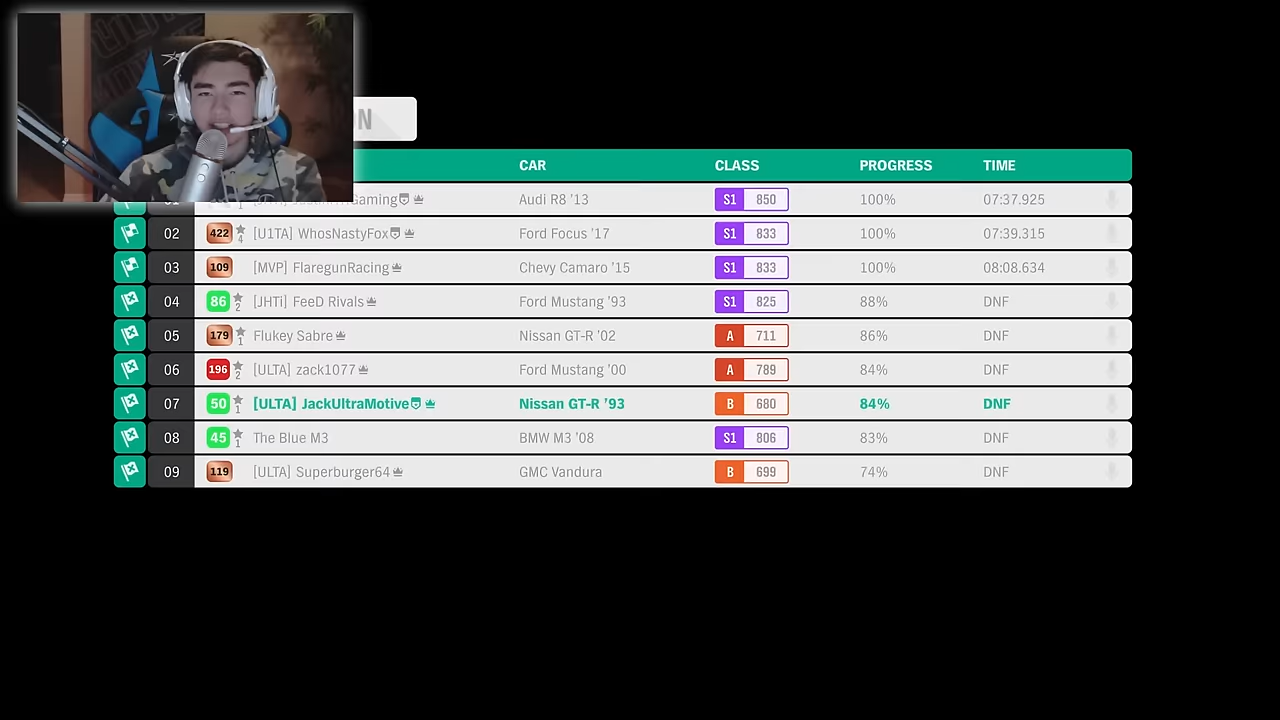 N
CAR CLASS PROGRESS TIME
Audi R8 '13 S1 850 100% 07:37.925
02 422 4 [U1TA] WhosNastyFox Ford Focus '17 S1 833 100% 07:39.315
03 109 [MVP] FlaregunRacing Chevy Camaro '15 S1 833 100% 08:08.634
04 86 2 [JHTi] FeeD Rivals Ford Mustang '93 S1 825 88% DNF
05 179 1 Flukey Sabre Nissan GT-R '02 A 711 86% DNF
06 196 2 [ULTA] zack1077 Ford Mustang '00 A 789 84% DNF
07 50 1 [ULTA] JackUltraMotive Nissan GT-R '93 B 680 84% DNF
08 45 1 The Blue M3 BMW M3 '08 S1 806 83% DNF
09 119 [ULTA] Superburger64 GMC Vandura B 699 74% DNF